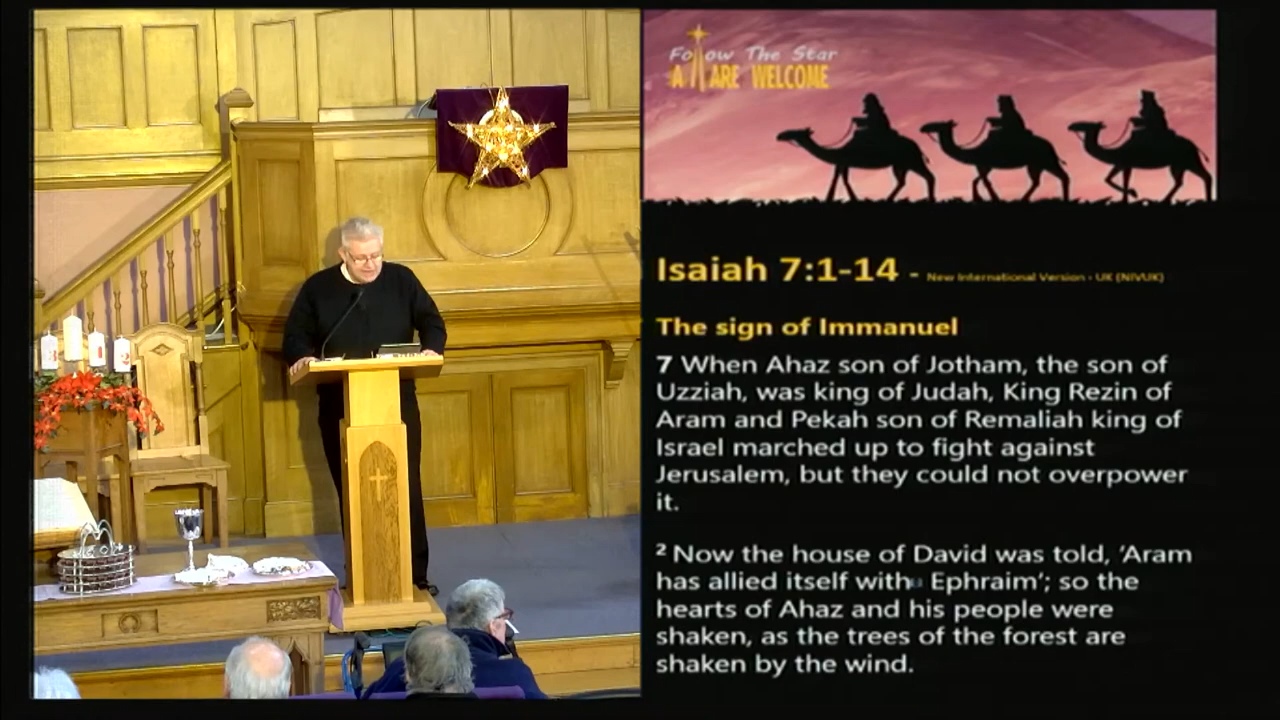 Follow The Star
ALL ARE WELCOME
Isaiah 7:1-14 - New International Version - UK (NIVUK)
The sign of Immanuel
7 When Ahaz son of Jotham, the son of
Uzziah, was king of Judah, King Rezin of
Aram and Pekah son of Remaliah king of
Israel marched up to fight against
Jerusalem, but they could not overpower
it.
2 Now the house of David was told, ‘Aram
has allied itself with Ephraim’; so the
hearts of Ahaz and his people were
shaken, as the trees of the forest are
shaken by the wind.